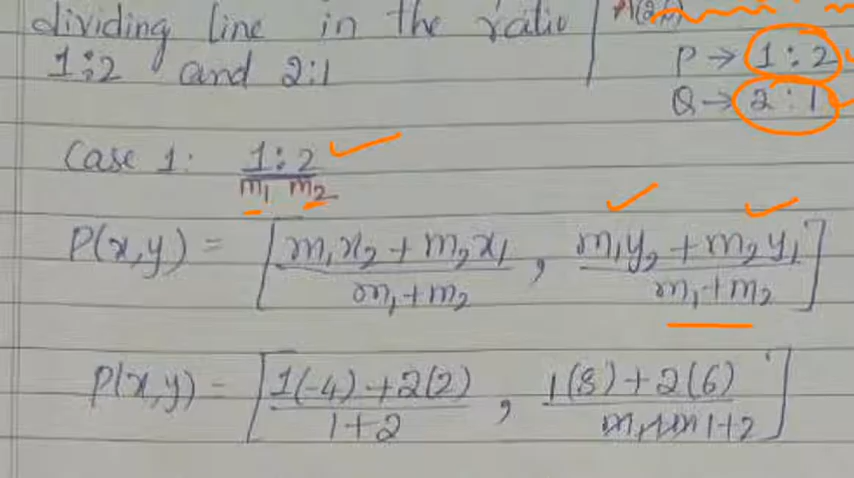 dividing line in the ratio
1:2 and 2:1
P → 1 : 2
Q → 2 : 1
Case 1: 1 : 2
m₁ m₂
P(x,y) = [ m₁x₂ + m₂x₁ / m₁ + m₂ , m₁y₂ + m₂y₁ / m₁ + m₂ ]
P(x,y) = [ 1(-4) + 2(2) / 1+2 , 1(8) + 2(6) / 1+2 ]